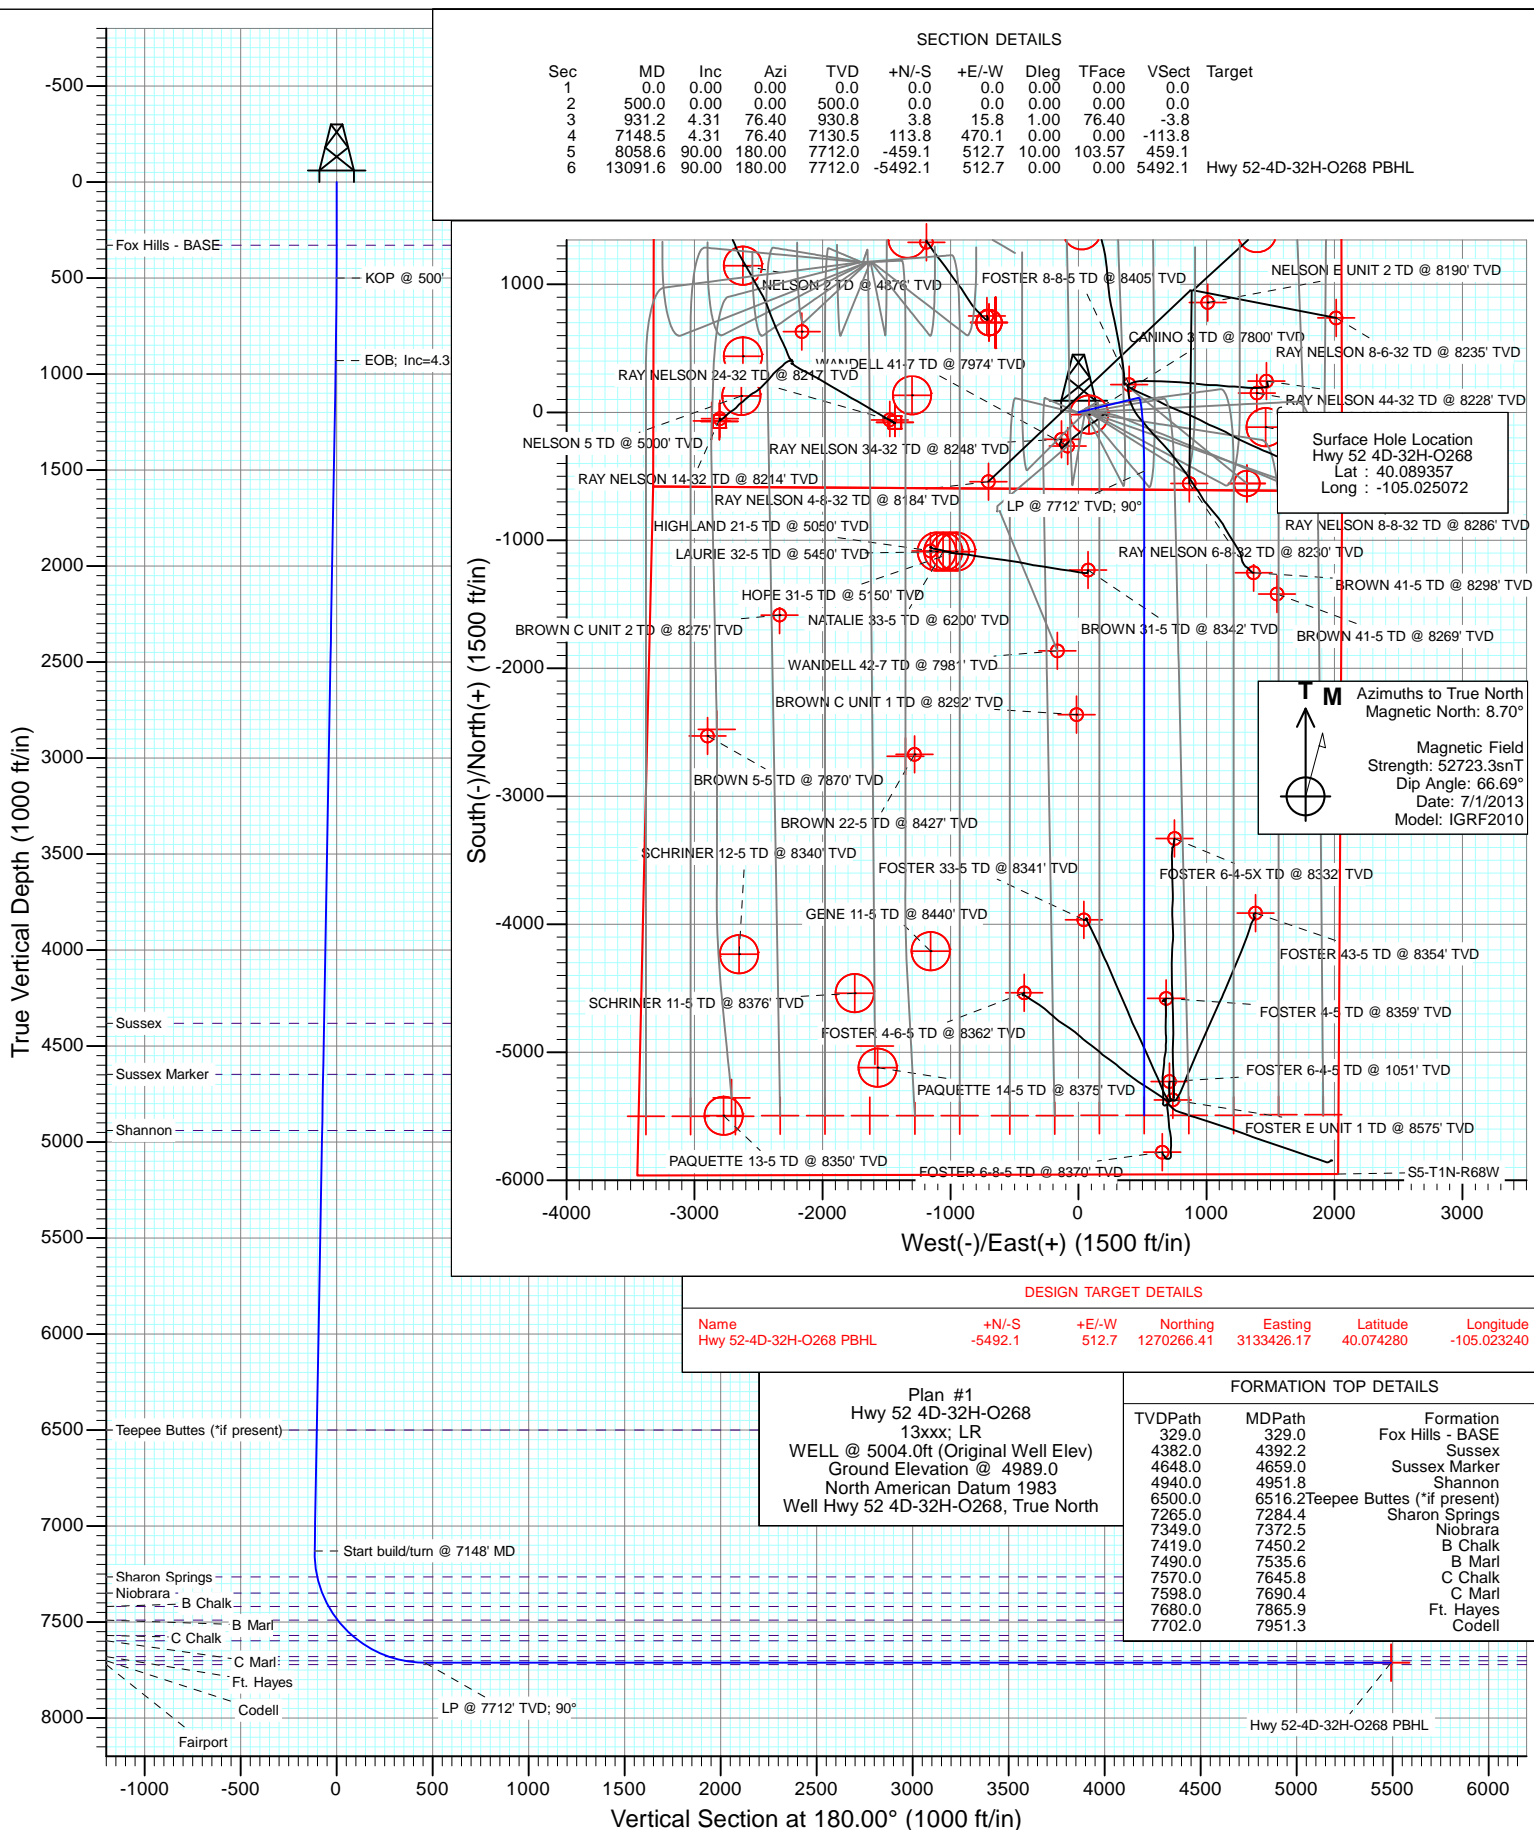 SECTION DETAILS
Sec MD Inc Azi TVD +N/-S +E/-W Dleg TFace VSect Target
1 0.0 0.00 0.00 0.0 0.0 0.0 0.00 0.00 0.0
2 500.0 0.00 0.00 500.0 0.0 0.0 0.00 0.00 0.0
3 931.2 4.31 76.40 930.8 3.8 15.8 1.00 76.40 -3.8
4 7148.5 4.31 76.40 7130.5 113.8 470.1 0.00 0.00 -113.8
5 8058.6 90.00 180.00 7712.0 -459.1 512.7 10.00 103.57 459.1
6 13091.6 90.00 180.00 7712.0 -5492.1 512.7 0.00 0.00 5492.1 Hwy 52-4D-32H-O268 PBHL
-500
0
500
1000
1500
2000
2500
3000
3500
4000
4500
5000
5500
6000
6500
7000
7500
8000
True Vertical Depth (1000 ft/in)
Fox Hills - BASE
KOP @ 500'
EOB; Inc=4.3
Sussex
Sussex Marker
Shannon
Teepee Buttes (*if present)
Start build/turn @ 7148' MD
Sharon Springs
Niobrara
B Chalk
B Marl
C Chalk
C Marl
Ft. Hayes
Codell
Fairport
LP @ 7712' TVD; 90°
Hwy 52-4D-32H-O268 PBHL
-1000 -500 0 500 1000 1500 2000 2500 3000 3500 4000 4500 5000 5500 6000
Vertical Section at 180.00° (1000 ft/in)
1000
0
-1000
-2000
-3000
-4000
-5000
-6000
South(-)/North(+) (1500 ft/in)
NELSON 2 TD @ 4876' TVD
FOSTER 8-8-5 TD @ 8405' TVD
NELSON E UNIT 2 TD @ 8190' TVD
CANINO 3 TD @ 7800' TVD
RAY NELSON 8-6-32 TD @ 8235' TVD
WANDELL 41-7 TD @ 7974' TVD
RAY NELSON 24-32 TD @ 8217' TVD
RAY NELSON 44-32 TD @ 8228' TVD
NELSON 5 TD @ 5000' TVD
RAY NELSON 34-32 TD @ 8248' TVD
RAY NELSON 14-32 TD @ 8214' TVD
Surface Hole Location
Hwy 52 4D-32H-O268
Lat : 40.089357
Long : -105.025072
RAY NELSON 4-8-32 TD @ 8184' TVD
LP @ 7712' TVD; 90°
HIGHLAND 21-5 TD @ 5050' TVD
RAY NELSON 8-8-32 TD @ 8286' TVD
LAURIE 32-5 TD @ 5450' TVD
RAY NELSON 6-8-32 TD @ 8230' TVD
BROWN 41-5 TD @ 8298' TVD
HOPE 31-5 TD @ 5150' TVD
NATALIE 33-5 TD @ 6200' TVD
BROWN C UNIT 2 TD @ 8275' TVD
BROWN 31-5 TD @ 8342' TVD
BROWN 41-5 TD @ 8269' TVD
WANDELL 42-7 TD @ 7981' TVD
BROWN C UNIT 1 TD @ 8292' TVD
BROWN 5-5 TD @ 7870' TVD
BROWN 22-5 TD @ 8427' TVD
T M
Azimuths to True North
Magnetic North: 8.70°
Magnetic Field
Strength: 52723.3snT
Dip Angle: 66.69°
Date: 7/1/2013
Model: IGRF2010
SCHRINER 12-5 TD @ 8340' TVD
FOSTER 33-5 TD @ 8341' TVD
FOSTER 6-4-5X TD @ 8332' TVD
GENE 11-5 TD @ 8440' TVD
FOSTER 43-5 TD @ 8354' TVD
SCHRINER 11-5 TD @ 8376' TVD
FOSTER 4-5 TD @ 8359' TVD
FOSTER 4-6-5 TD @ 8362' TVD
FOSTER 6-4-5 TD @ 1051' TVD
PAQUETTE 14-5 TD @ 8375' TVD
FOSTER E UNIT 1 TD @ 8575' TVD
PAQUETTE 13-5 TD @ 8350' TVD
FOSTER 6-8-5 TD @ 8370' TVD
S5-T1N-R68W
-4000 -3000 -2000 -1000 0 1000 2000 3000
West(-)/East(+) (1500 ft/in)
DESIGN TARGET DETAILS
Name +N/-S +E/-W Northing Easting Latitude Longitude
Hwy 52-4D-32H-O268 PBHL -5492.1 512.7 1270266.41 3133426.17 40.074280 -105.023240
Plan #1
Hwy 52 4D-32H-O268
13xxx; LR
WELL @ 5004.0ft (Original Well Elev)
Ground Elevation @ 4989.0
North American Datum 1983
Well Hwy 52 4D-32H-O268, True North
FORMATION TOP DETAILS
TVDPath MDPath Formation
329.0 329.0 Fox Hills - BASE
4382.0 4392.2 Sussex
4648.0 4659.0 Sussex Marker
4940.0 4951.8 Shannon
6500.0 6516.2 Teepee Buttes (*if present)
7265.0 7284.4 Sharon Springs
7349.0 7372.5 Niobrara
7419.0 7450.2 B Chalk
7490.0 7535.6 B Marl
7570.0 7645.8 C Chalk
7598.0 7690.4 C Marl
7680.0 7865.9 Ft. Hayes
7702.0 7951.3 Codell